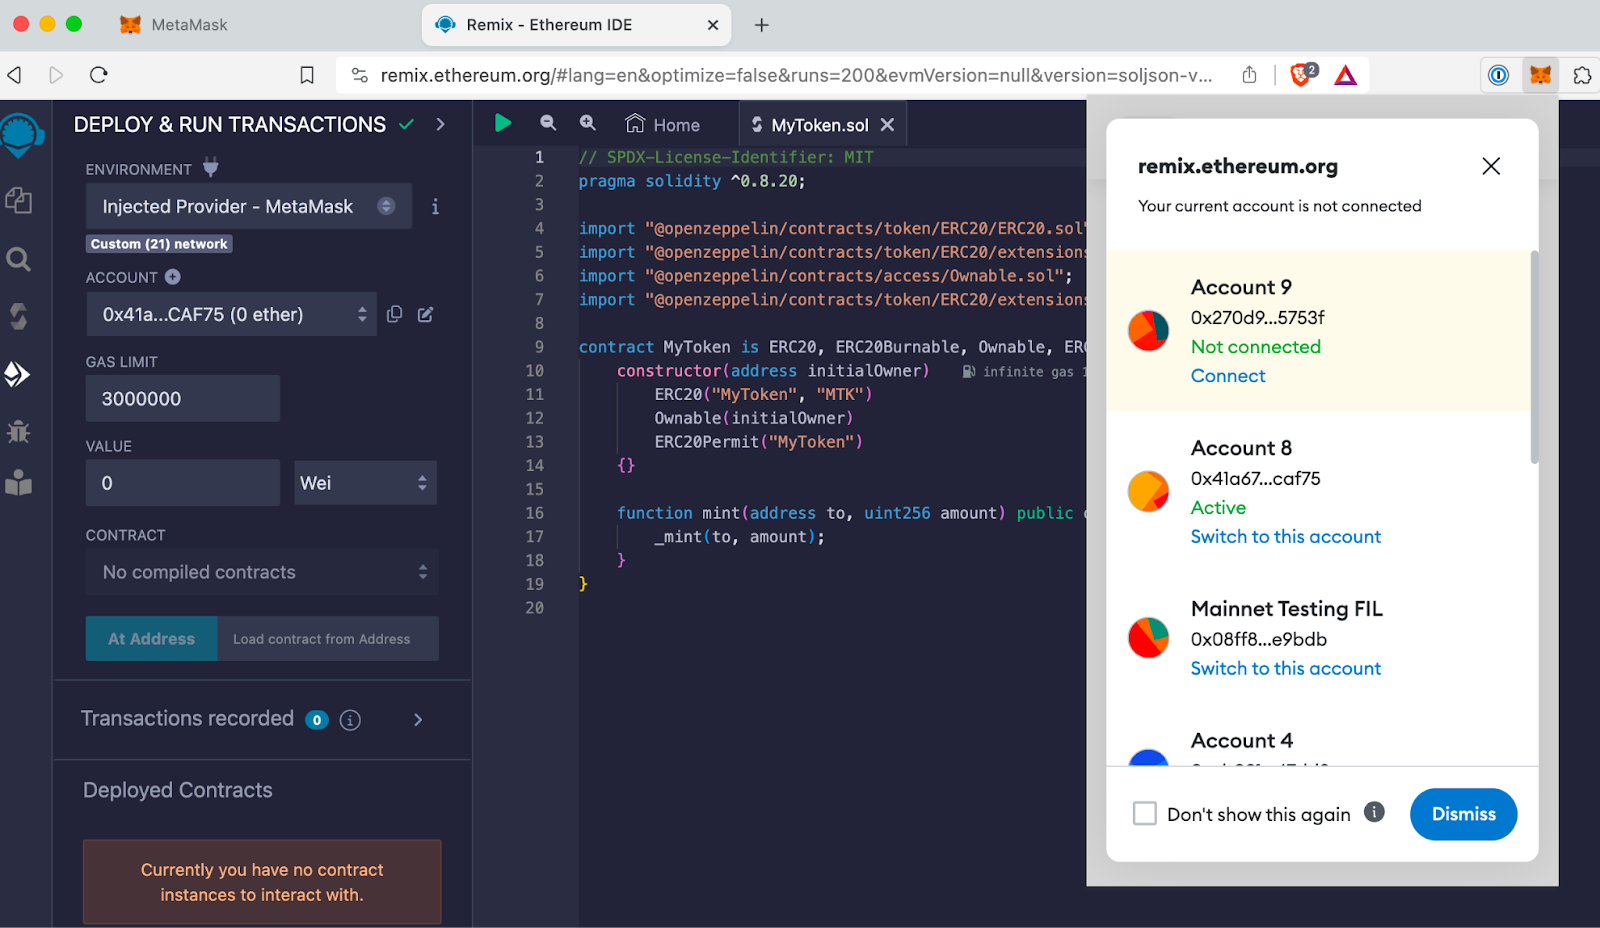 MetaMask
Remix - Ethereum IDE
remix.ethereum.org/#lang=en&optimize=false&runs=200&evmVersion=null&version=soljson-v...
2
DEPLOY & RUN TRANSACTIONS
ENVIRONMENT
Injected Provider - MetaMask
Custom (21) network
ACCOUNT
0x41a...CAF75 (0 ether)
GAS LIMIT
3000000
VALUE
0
Wei
CONTRACT
No compiled contracts
At Address
Load contract from Address
Transactions recorded 0
Deployed Contracts
Currently you have no contract
instances to interact with.
Home
MyToken.sol
1 // SPDX-License-Identifier: MIT
2 pragma solidity ^0.8.20;
3
4 import "@openzeppelin/contracts/token/ERC20/ERC20.sol"
5 import "@openzeppelin/contracts/token/ERC20/extensions
6 import "@openzeppelin/contracts/access/Ownable.sol";
7 import "@openzeppelin/contracts/token/ERC20/extensions
8
9 contract MyToken is ERC20, ERC20Burnable, Ownable, ERC
10 constructor(address initialOwner) infinite gas 1
11 ERC20("MyToken", "MTK")
12 Ownable(initialOwner)
13 ERC20Permit("MyToken")
14 {}
15
16 function mint(address to, uint256 amount) public o
17 _mint(to, amount);
18 }
19 }
20
remix.ethereum.org
Your current account is not connected
Account 9
0x270d9...5753f
Not connected
Connect
Account 8
0x41a67...caf75
Active
Switch to this account
Mainnet Testing FIL
0x08ff8...e9bdb
Switch to this account
Account 4
Don't show this again
Dismiss